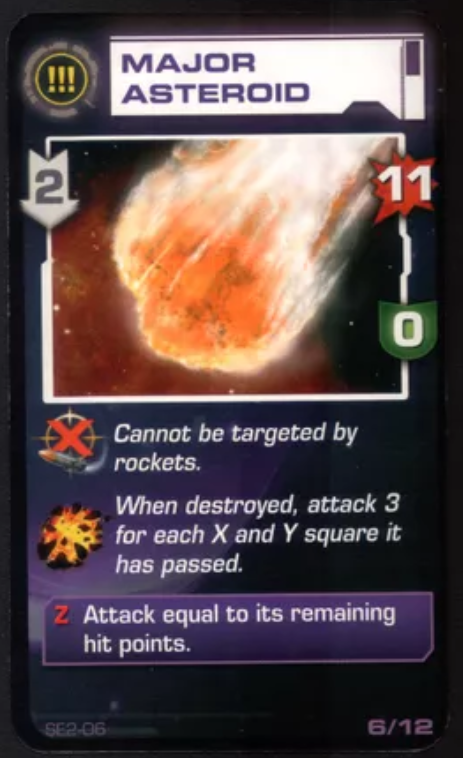 !!!
MAJOR
ASTEROID
2
11
0
Cannot be targeted by
rockets.
When destroyed, attack 3
for each X and Y square it
has passed.
Z Attack equal to its remaining
hit points.
SE2-06
6/12